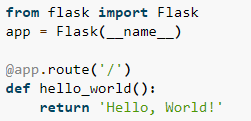 from flask import Flask
app = Flask(__name__)
@app.route('/')
def hello_world():
    return 'Hello, World!'